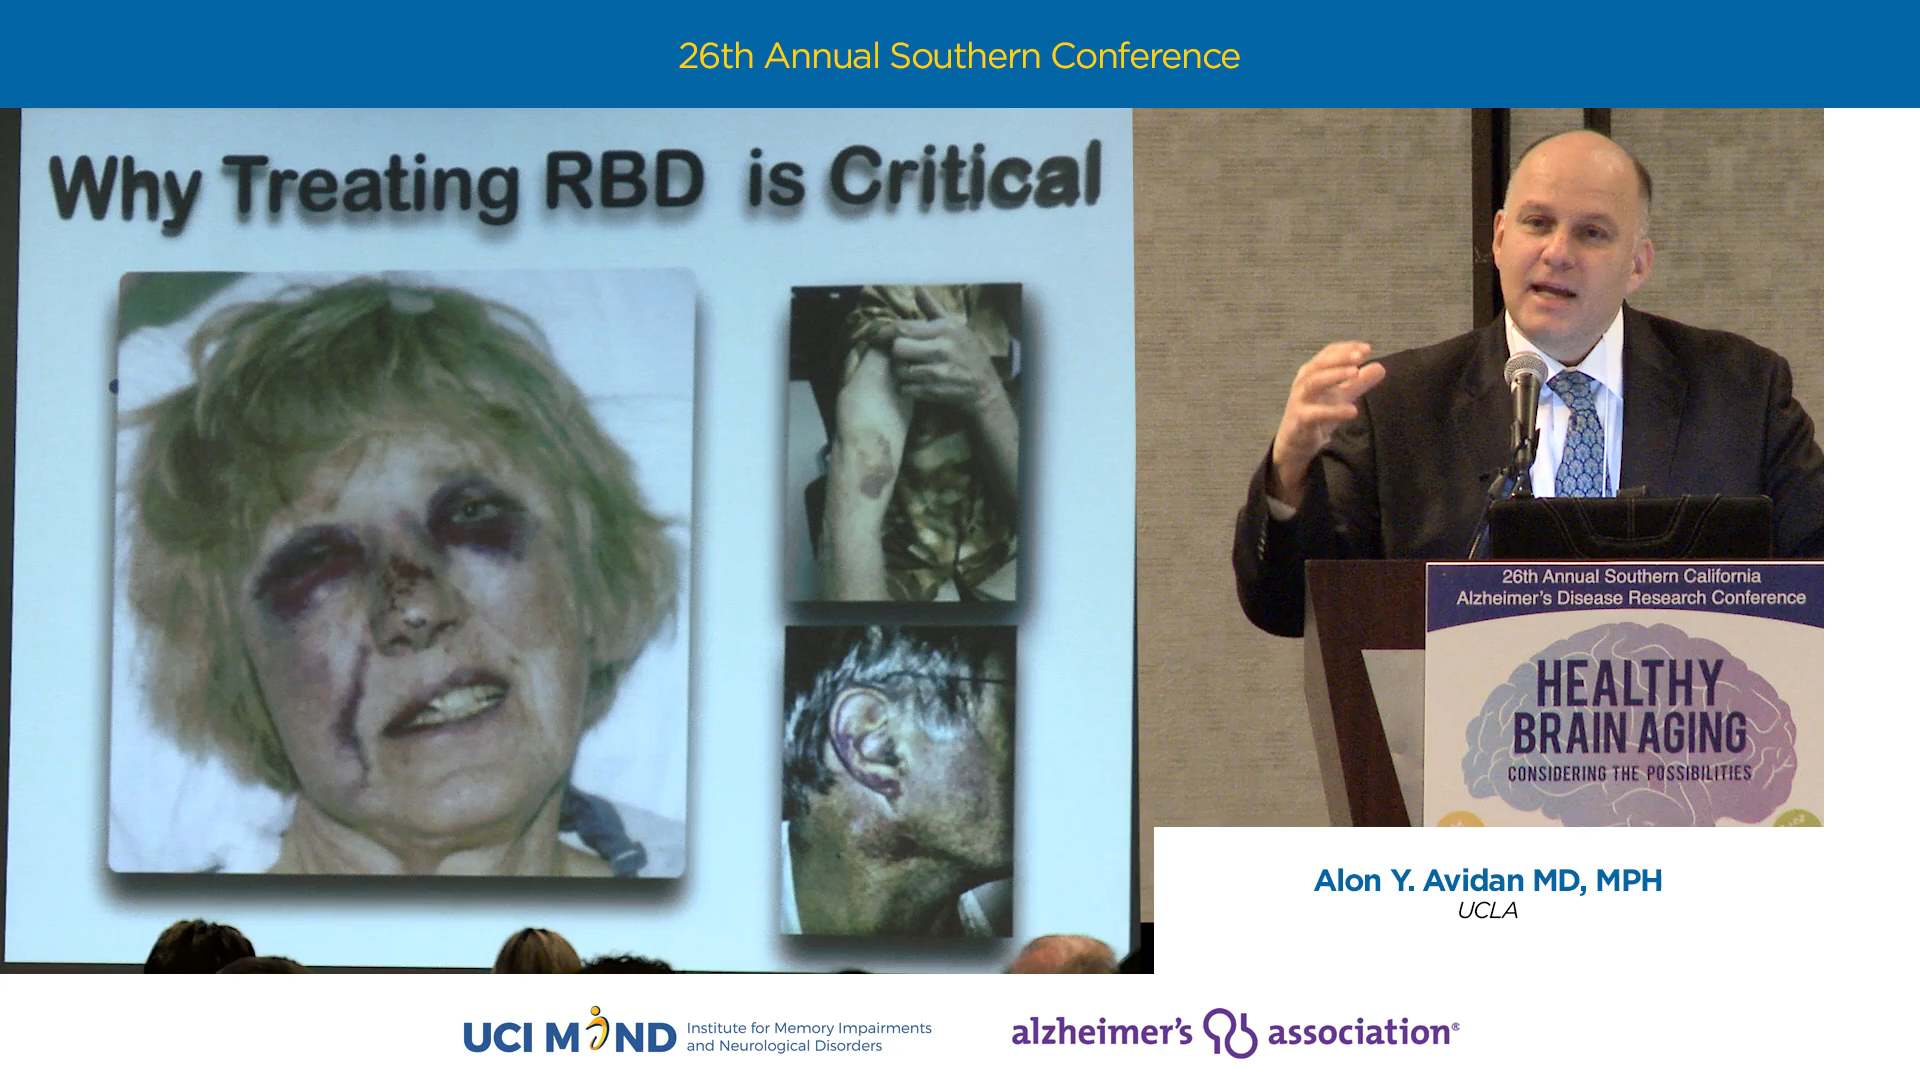 26th Annual Southern Conference
Why Treating RBD is Critical
26th Annual Southern California
Alzheimer's Disease Research Conference
HEALTHY
BRAIN AGING
CONSIDERING THE POSSIBILITIES
Alon Y. Avidan MD, MPH
UCLA
UCI MIND
Institute for Memory Impairments
and Neurological Disorders
alzheimer's association®